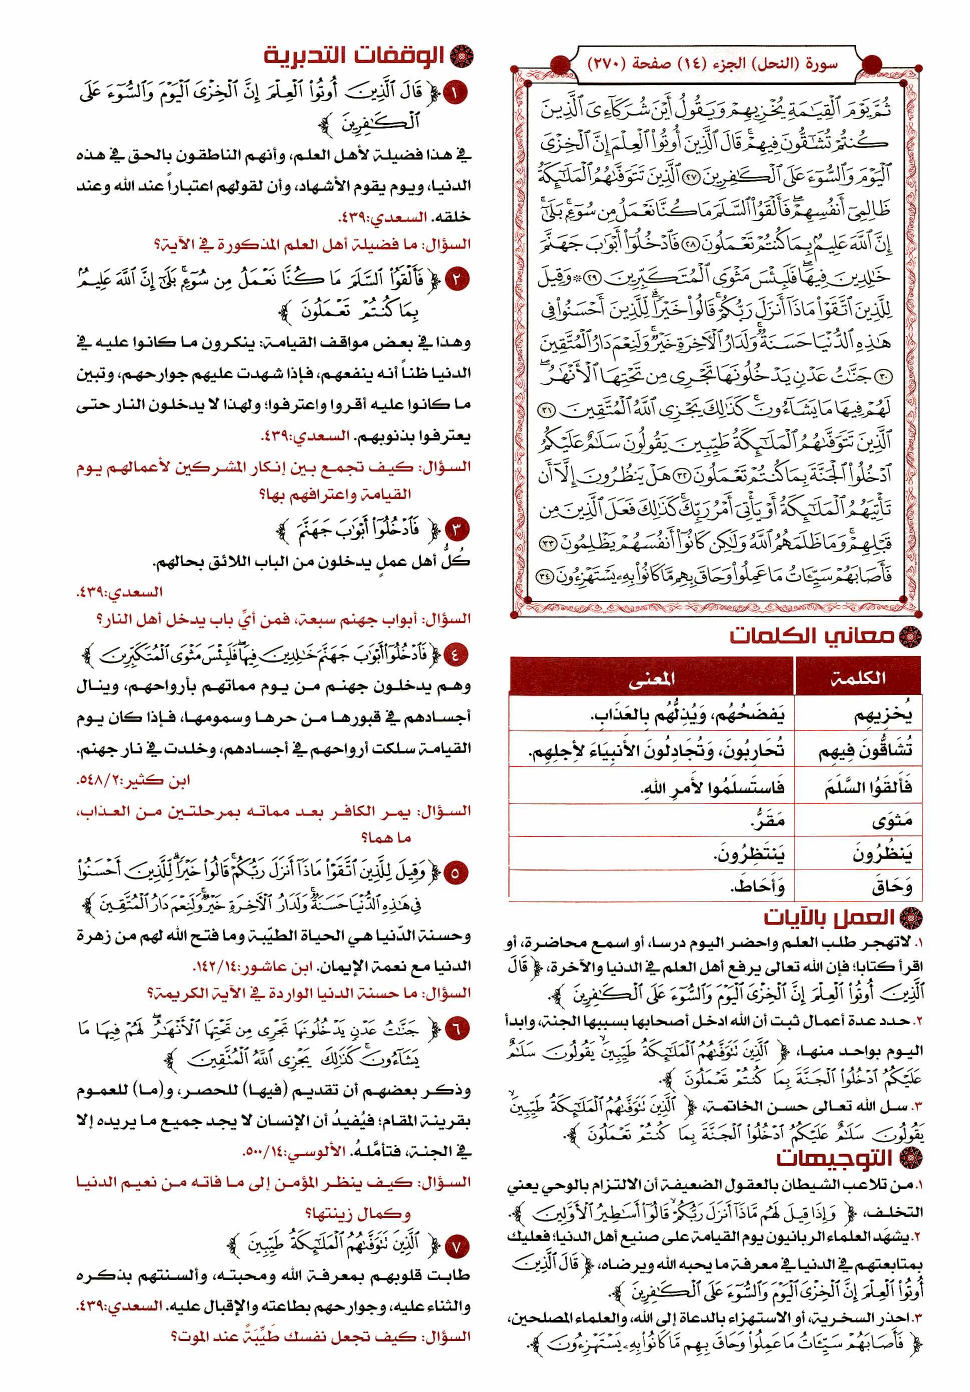 سورة (النحل) الجزء (١٤) صفحة (٢٧٠)
ثُمَّ يَوْمَ ٱلْقِيَٰمَةِ يُخْزِيهِمْ وَيَقُولُ أَيْنَ شُرَكَآءِىَ ٱلَّذِينَ
كُنتُمْ تُشَٰٓقُّونَ فِيهِمْ ۚ قَالَ ٱلَّذِينَ أُوتُوا۟ ٱلْعِلْمَ إِنَّ ٱلْخِزْىَ
ٱلْيَوْمَ وَٱلسُّوٓءَ عَلَى ٱلْكَٰفِرِينَ ٢٧ ٱلَّذِينَ تَتَوَفَّىٰهُمُ ٱلْمَلَٰٓئِكَةُ
ظَالِمِىٓ أَنفُسِهِمْ ۖ فَأَلْقَوُا۟ ٱلسَّلَمَ مَا كُنَّا نَعْمَلُ مِن سُوٓءٍۭ ۚ بَلَىٰٓ
إِنَّ ٱللَّهَ عَلِيمٌۢ بِمَا كُنتُمْ تَعْمَلُونَ ٢٨ فَٱدْخُلُوٓا۟ أَبْوَٰبَ جَهَنَّمَ
خَٰلِدِينَ فِيهَا ۖ فَلَبِئْسَ مَثْوَى ٱلْمُتَكَبِّرِينَ ٢٩ ۞ وَقِيلَ
لِلَّذِينَ ٱتَّقَوْا۟ مَاذَآ أَنزَلَ رَبُّكُمْ ۚ قَالُوا۟ خَيْرًا ۗ لِّلَّذِينَ أَحْسَنُوا۟ فِى
هَٰذِهِ ٱلدُّنْيَا حَسَنَةٌ ۚ وَلَدَارُ ٱلْءَاخِرَةِ خَيْرٌ ۚ وَلَنِعْمَ دَارُ ٱلْمُتَّقِينَ
٣٠ جَنَّٰتُ عَدْنٍ يَدْخُلُونَهَا تَجْرِى مِن تَحْتِهَا ٱلْأَنْهَٰرُ ۖ
لَهُمْ فِيهَا مَا يَشَآءُونَ ۚ كَذَٰلِكَ يَجْزِى ٱللَّهُ ٱلْمُتَّقِينَ ٣١
ٱلَّذِينَ تَتَوَفَّىٰهُمُ ٱلْمَلَٰٓئِكَةُ طَيِّبِينَ ۙ يَقُولُونَ سَلَٰمٌ عَلَيْكُمُ
ٱدْخُلُوا۟ ٱلْجَنَّةَ بِمَا كُنتُمْ تَعْمَلُونَ ٣٢ هَلْ يَنظُرُونَ إِلَّآ أَن
تَأْتِيَهُمُ ٱلْمَلَٰٓئِكَةُ أَوْ يَأْتِىَ أَمْرُ رَبِّكَ ۚ كَذَٰلِكَ فَعَلَ ٱلَّذِينَ مِن
قَبْلِهِمْ ۚ وَمَا ظَلَمَهُمُ ٱللَّهُ وَلَٰكِن كَانُوٓا۟ أَنفُسَهُمْ يَظْلِمُونَ ٣٣
فَأَصَابَهُمْ سَيِّـَٔاتُ مَا عَمِلُوا۟ وَحَاقَ بِهِم مَّا كَانُوا۟ بِهِۦ يَسْتَهْزِءُونَ ٣٤
معاني الكلمات
الكلمة المعنى
يُخْزِيهِم يَفضَحُهُم، وَيُذِلُّهُم بِالعَذَابِ.
تُشَاقُّونَ فِيهِم تُحَارِبُونَ، وَتُجَادِلُونَ الأَنبِيَاءَ لأَجلِهِم.
فَأَلقَوُا السَّلَمَ فَاستَسلَمُوا لأَمرِ اللهِ.
مَثوَى مَقَرُّ.
يَنظُرُونَ يَنتَظِرُونَ.
وَحَاقَ وَأَحَاطَ.
العمل بالآيات
١. لا تهجر طلب العلم واحضر اليوم درسا، أو اسمع محاضرة، أو
اقرأ كتابا؛ فإن الله تعالى يرفع أهل العلم في الدنيا والآخرة، ﴿ قَالَ
ٱلَّذِينَ أُوتُوا۟ ٱلْعِلْمَ إِنَّ ٱلْخِزْىَ ٱلْيَوْمَ وَٱلسُّوٓءَ عَلَى ٱلْكَٰفِرِينَ ﴾.
٢. حدد عدة أعمال ثبت أن الله ادخل أصحابها بسببها الجنة، وابدأ
اليوم بواحد منها، ﴿ ٱلَّذِينَ تَتَوَفَّىٰهُمُ ٱلْمَلَٰٓئِكَةُ طَيِّبِينَ ۙ يَقُولُونَ سَلَٰمٌ
عَلَيْكُمُ ٱدْخُلُوا۟ ٱلْجَنَّةَ بِمَا كُنتُمْ تَعْمَلُونَ ﴾.
٣. سل الله تعالى حسن الخاتمة، ﴿ ٱلَّذِينَ تَتَوَفَّىٰهُمُ ٱلْمَلَٰٓئِكَةُ طَيِّبِينَ ۙ
يَقُولُونَ سَلَٰمٌ عَلَيْكُمُ ٱدْخُلُوا۟ ٱلْجَنَّةَ بِمَا كُنتُمْ تَعْمَلُونَ ﴾.
التوجيهات
١. من تلاعب الشيطان بالعقول الضعيفة أن الالتزام بالوحي يعني
التخلف، ﴿ وَإِذَا قِيلَ لَهُم مَّاذَآ أَنزَلَ رَبُّكُمْ ۙ قَالُوٓا۟ أَسَٰطِيرُ ٱلْأَوَّلِينَ ﴾.
٢. يشهد العلماء الربانيون يوم القيامة على صنيع أهل الدنيا؛ فعليك
بمتابعتهم في الدنيا في معرفة ما يحبه الله ويرضاه، ﴿ قَالَ ٱلَّذِينَ
أُوتُوا۟ ٱلْعِلْمَ إِنَّ ٱلْخِزْىَ ٱلْيَوْمَ وَٱلسُّوٓءَ عَلَى ٱلْكَٰفِرِينَ ﴾.
٣. احذر السخرية، أو الاستهزاء بالدعاة إلى الله، والعلماء المصلحين،
﴿ فَأَصَابَهُمْ سَيِّـَٔاتُ مَا عَمِلُوا۟ وَحَاقَ بِهِم مَّا كَانُوا۟ بِهِۦ يَسْتَهْزِءُونَ ﴾.
الوقفات التدبرية
١ ﴿ قَالَ ٱلَّذِينَ أُوتُوا۟ ٱلْعِلْمَ إِنَّ ٱلْخِزْىَ ٱلْيَوْمَ وَٱلسُّوٓءَ عَلَى
ٱلْكَٰفِرِينَ ﴾
في هذا فضيلة لأهل العلم، وأنهم الناطقون بالحق في هذه
الدنيا، ويوم يقوم الأشهاد، وأن لقولهم اعتباراً عند الله وعند
خلقه. السعدي:٤٣٩.
السؤال: ما فضيلة أهل العلم المذكورة في الآية؟
٢ ﴿ فَأَلْقَوُا۟ ٱلسَّلَمَ مَا كُنَّا نَعْمَلُ مِن سُوٓءٍۭ ۚ بَلَىٰٓ إِنَّ ٱللَّهَ عَلِيمٌۢ
بِمَا كُنتُمْ تَعْمَلُونَ ﴾
وهذا في بعض مواقف القيامة: ينكرون ما كانوا عليه في
الدنيا ظناً أنه ينفعهم، فإذا شهدت عليهم جوارحهم، وتبين
ما كانوا عليه أقروا واعترفوا؛ ولهذا لا يدخلون النار حتى
يعترفوا بذنوبهم. السعدي:٤٣٩.
السؤال: كيف تجمع بين إنكار المشركين لأعمالهم يوم
القيامة واعترافهم بها؟
٣ ﴿ فَٱدْخُلُوٓا۟ أَبْوَٰبَ جَهَنَّمَ ﴾
كُلُّ أهل عملٍ يدخلون من الباب اللائق بحالهم.
السعدي:٤٣٩.
السؤال: أبواب جهنم سبعة، فمن أيِّ باب يدخل أهل النار؟
٤ ﴿ فَٱدْخُلُوٓا۟ أَبْوَٰبَ جَهَنَّمَ خَٰلِدِينَ فِيهَا ۖ فَلَبِئْسَ مَثْوَى ٱلْمُتَكَبِّرِينَ ﴾
وهم يدخلون جهنم من يوم مماتهم بأرواحهم، وينال
أجسادهم في قبورها من حرها وسمومها، فإذا كان يوم
القيامة سلكت أرواحهم في أجسادهم، وخلدت في نار جهنم.
ابن كثير:٥٤٨/٢.
السؤال: يمر الكافر بعد مماته بمرحلتين من العذاب،
ما هما؟
٥ ﴿ وَقِيلَ لِلَّذِينَ ٱتَّقَوْا۟ مَاذَآ أَنزَلَ رَبُّكُمْ ۚ قَالُوا۟ خَيْرًا ۗ لِّلَّذِينَ أَحْسَنُوا۟
فِى هَٰذِهِ ٱلدُّنْيَا حَسَنَةٌ ۚ وَلَدَارُ ٱلْءَاخِرَةِ خَيْرٌ ۚ وَلَنِعْمَ دَارُ ٱلْمُتَّقِينَ ﴾
وحسنة الدّنيا هي الحياة الطيّبة وما فتح الله لهم من زهرة
الدنيا مع نعمة الإيمان. ابن عاشور:١٤٢/١٤.
السؤال: ما حسنة الدنيا الواردة في الآية الكريمة؟
٦ ﴿ جَنَّٰتُ عَدْنٍ يَدْخُلُونَهَا تَجْرِى مِن تَحْتِهَا ٱلْأَنْهَٰرُ ۖ لَهُمْ فِيهَا مَا
يَشَآءُونَ ۚ كَذَٰلِكَ يَجْزِى ٱللَّهُ ٱلْمُتَّقِينَ ﴾
وذكر بعضهم أن تقديم (فيها) للحصر، و(ما) للعموم
بقرينة المقام؛ فيُفيدُ أن الإنسان لا يجد جميع ما يريده إلا
في الجنة، فتأمَّلهُ. الألوسي:٥٠٠/١٤.
السؤال: كيف ينظر المؤمن إلى ما فاته من نعيم الدنيا
وكمال زينتها؟
٧ ﴿ ٱلَّذِينَ تَتَوَفَّىٰهُمُ ٱلْمَلَٰٓئِكَةُ طَيِّبِينَ ﴾
طابت قلوبهم بمعرفة الله ومحبته، وألسنتهم بذكره
والثناء عليه، وجوارحهم بطاعته والإقبال عليه. السعدي:٤٣٩.
السؤال: كيف تجعل نفسك طَيِّبَةً عند الموت؟